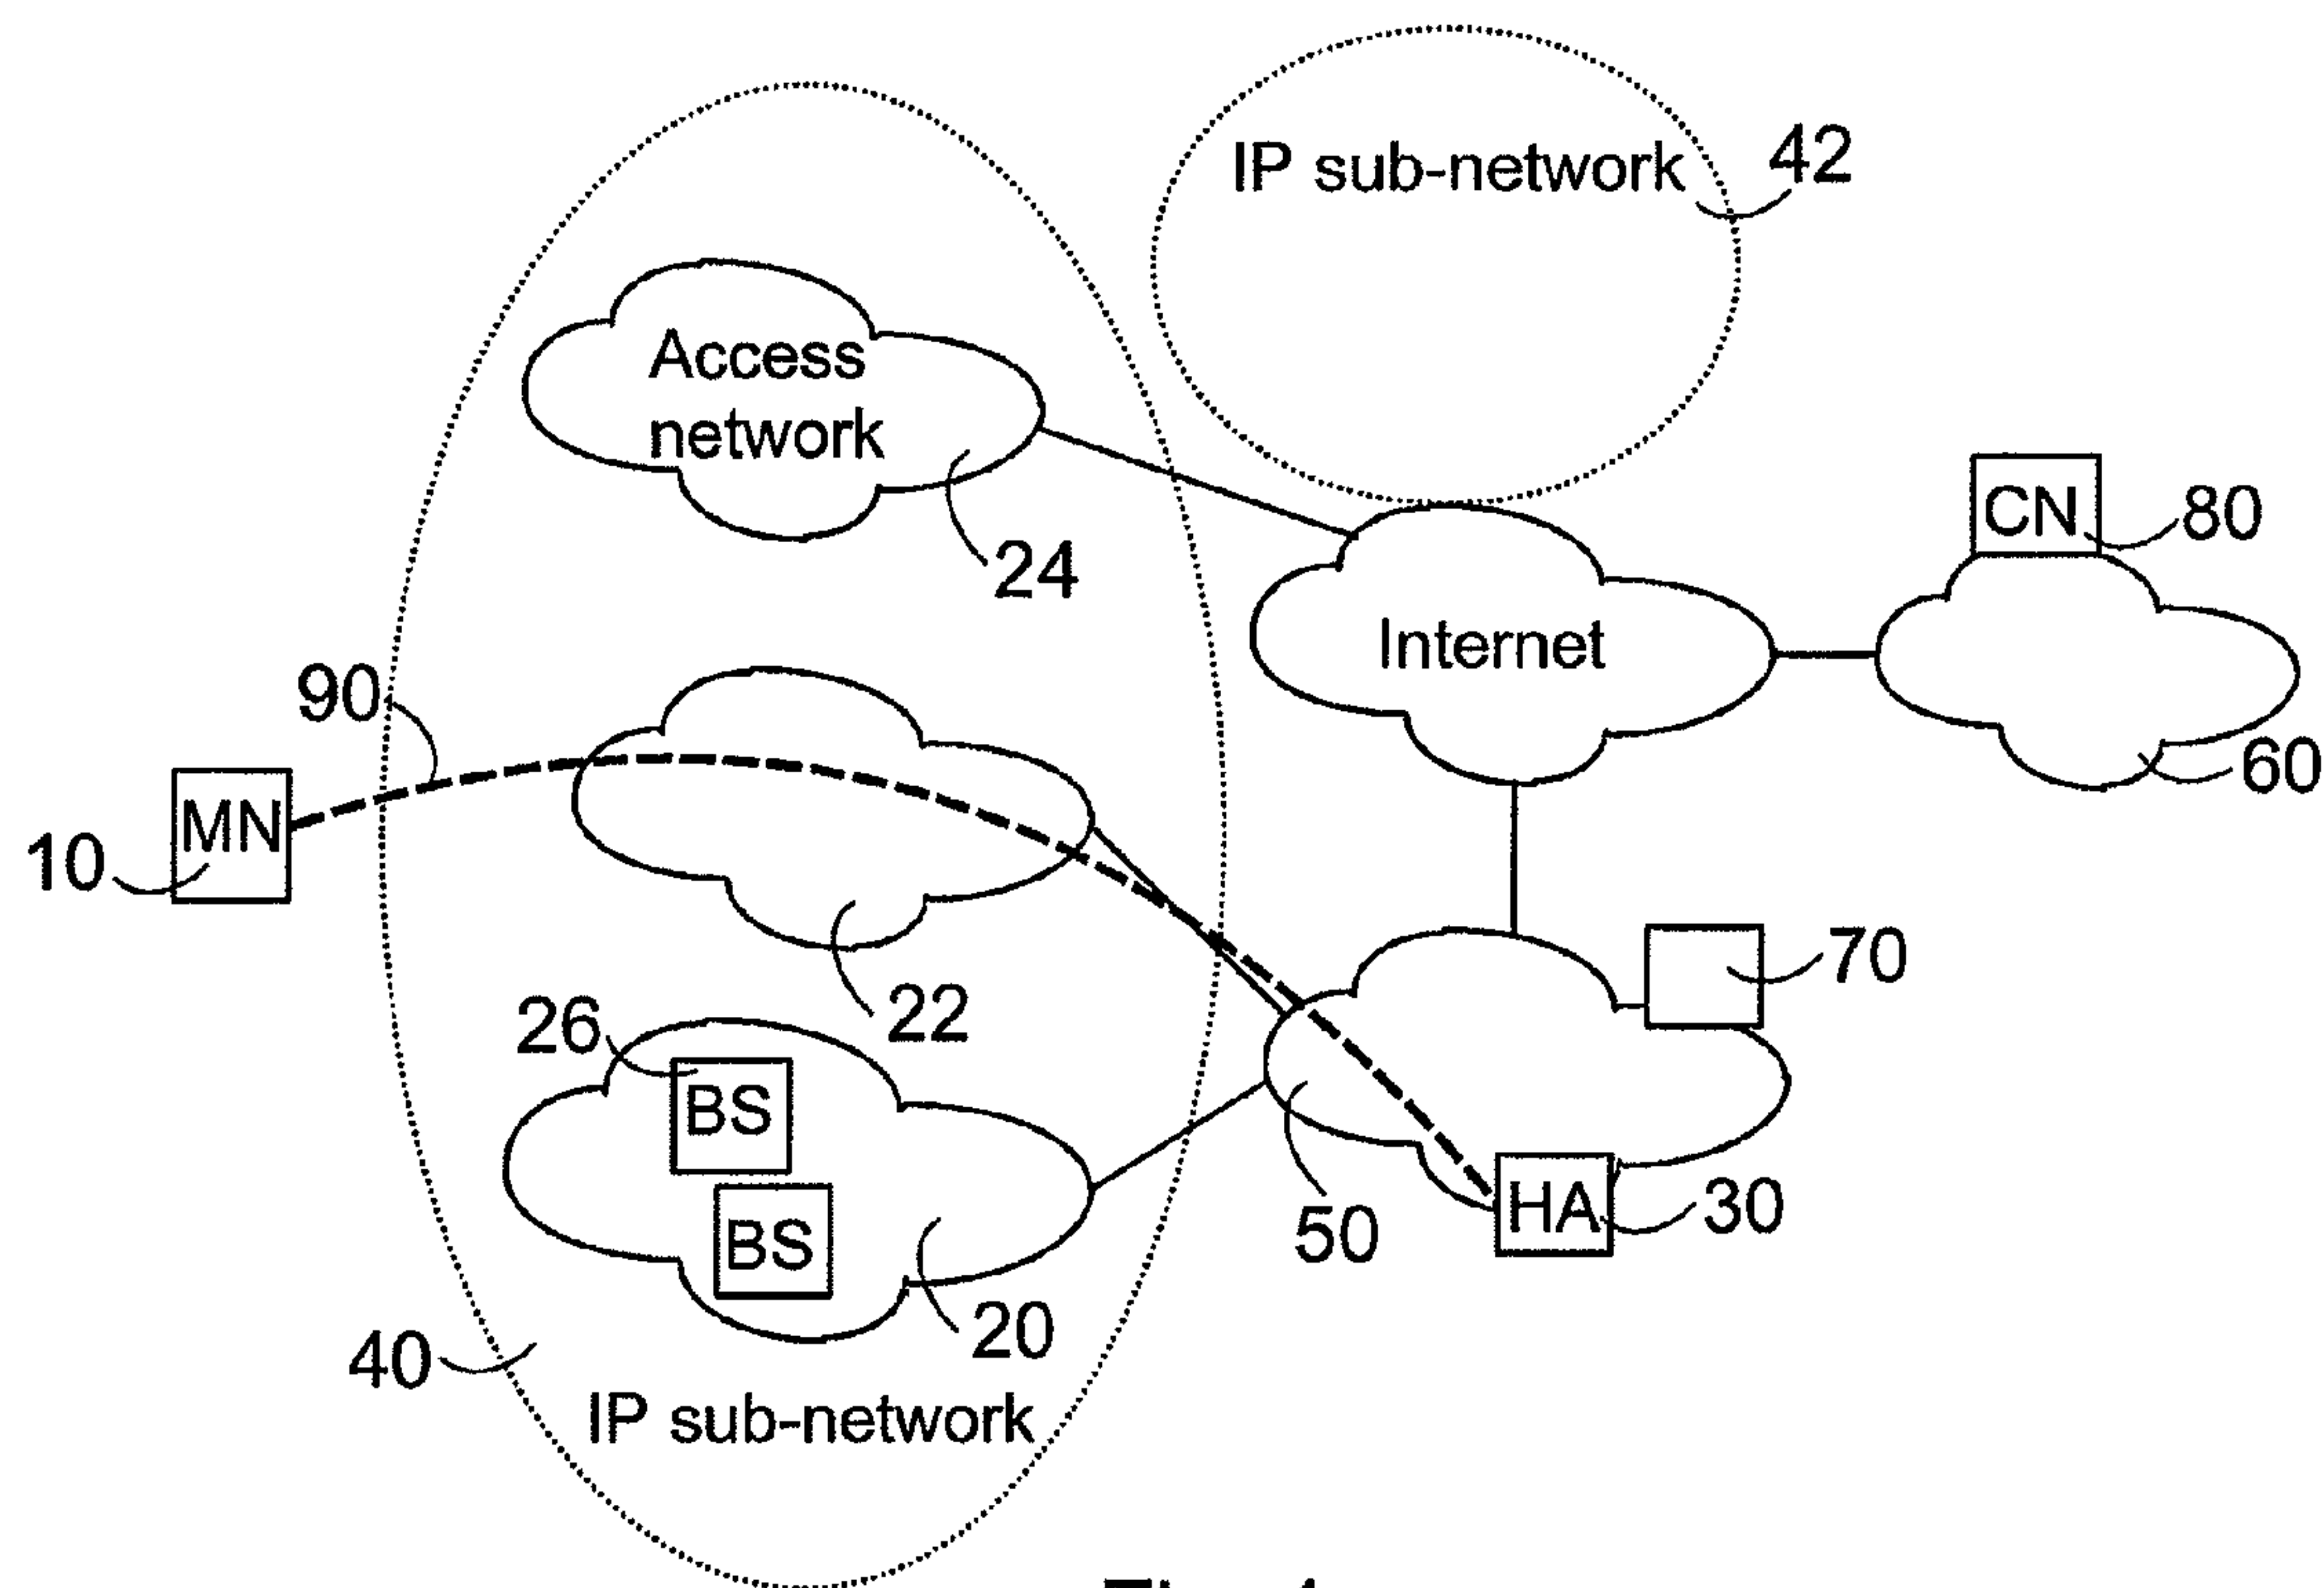 IP sub-network
42
Access
network
24
CN
80
Internet
90
60
MN
10
22
70
26
BS
50
HA
30
BS
20
40
IP sub-network